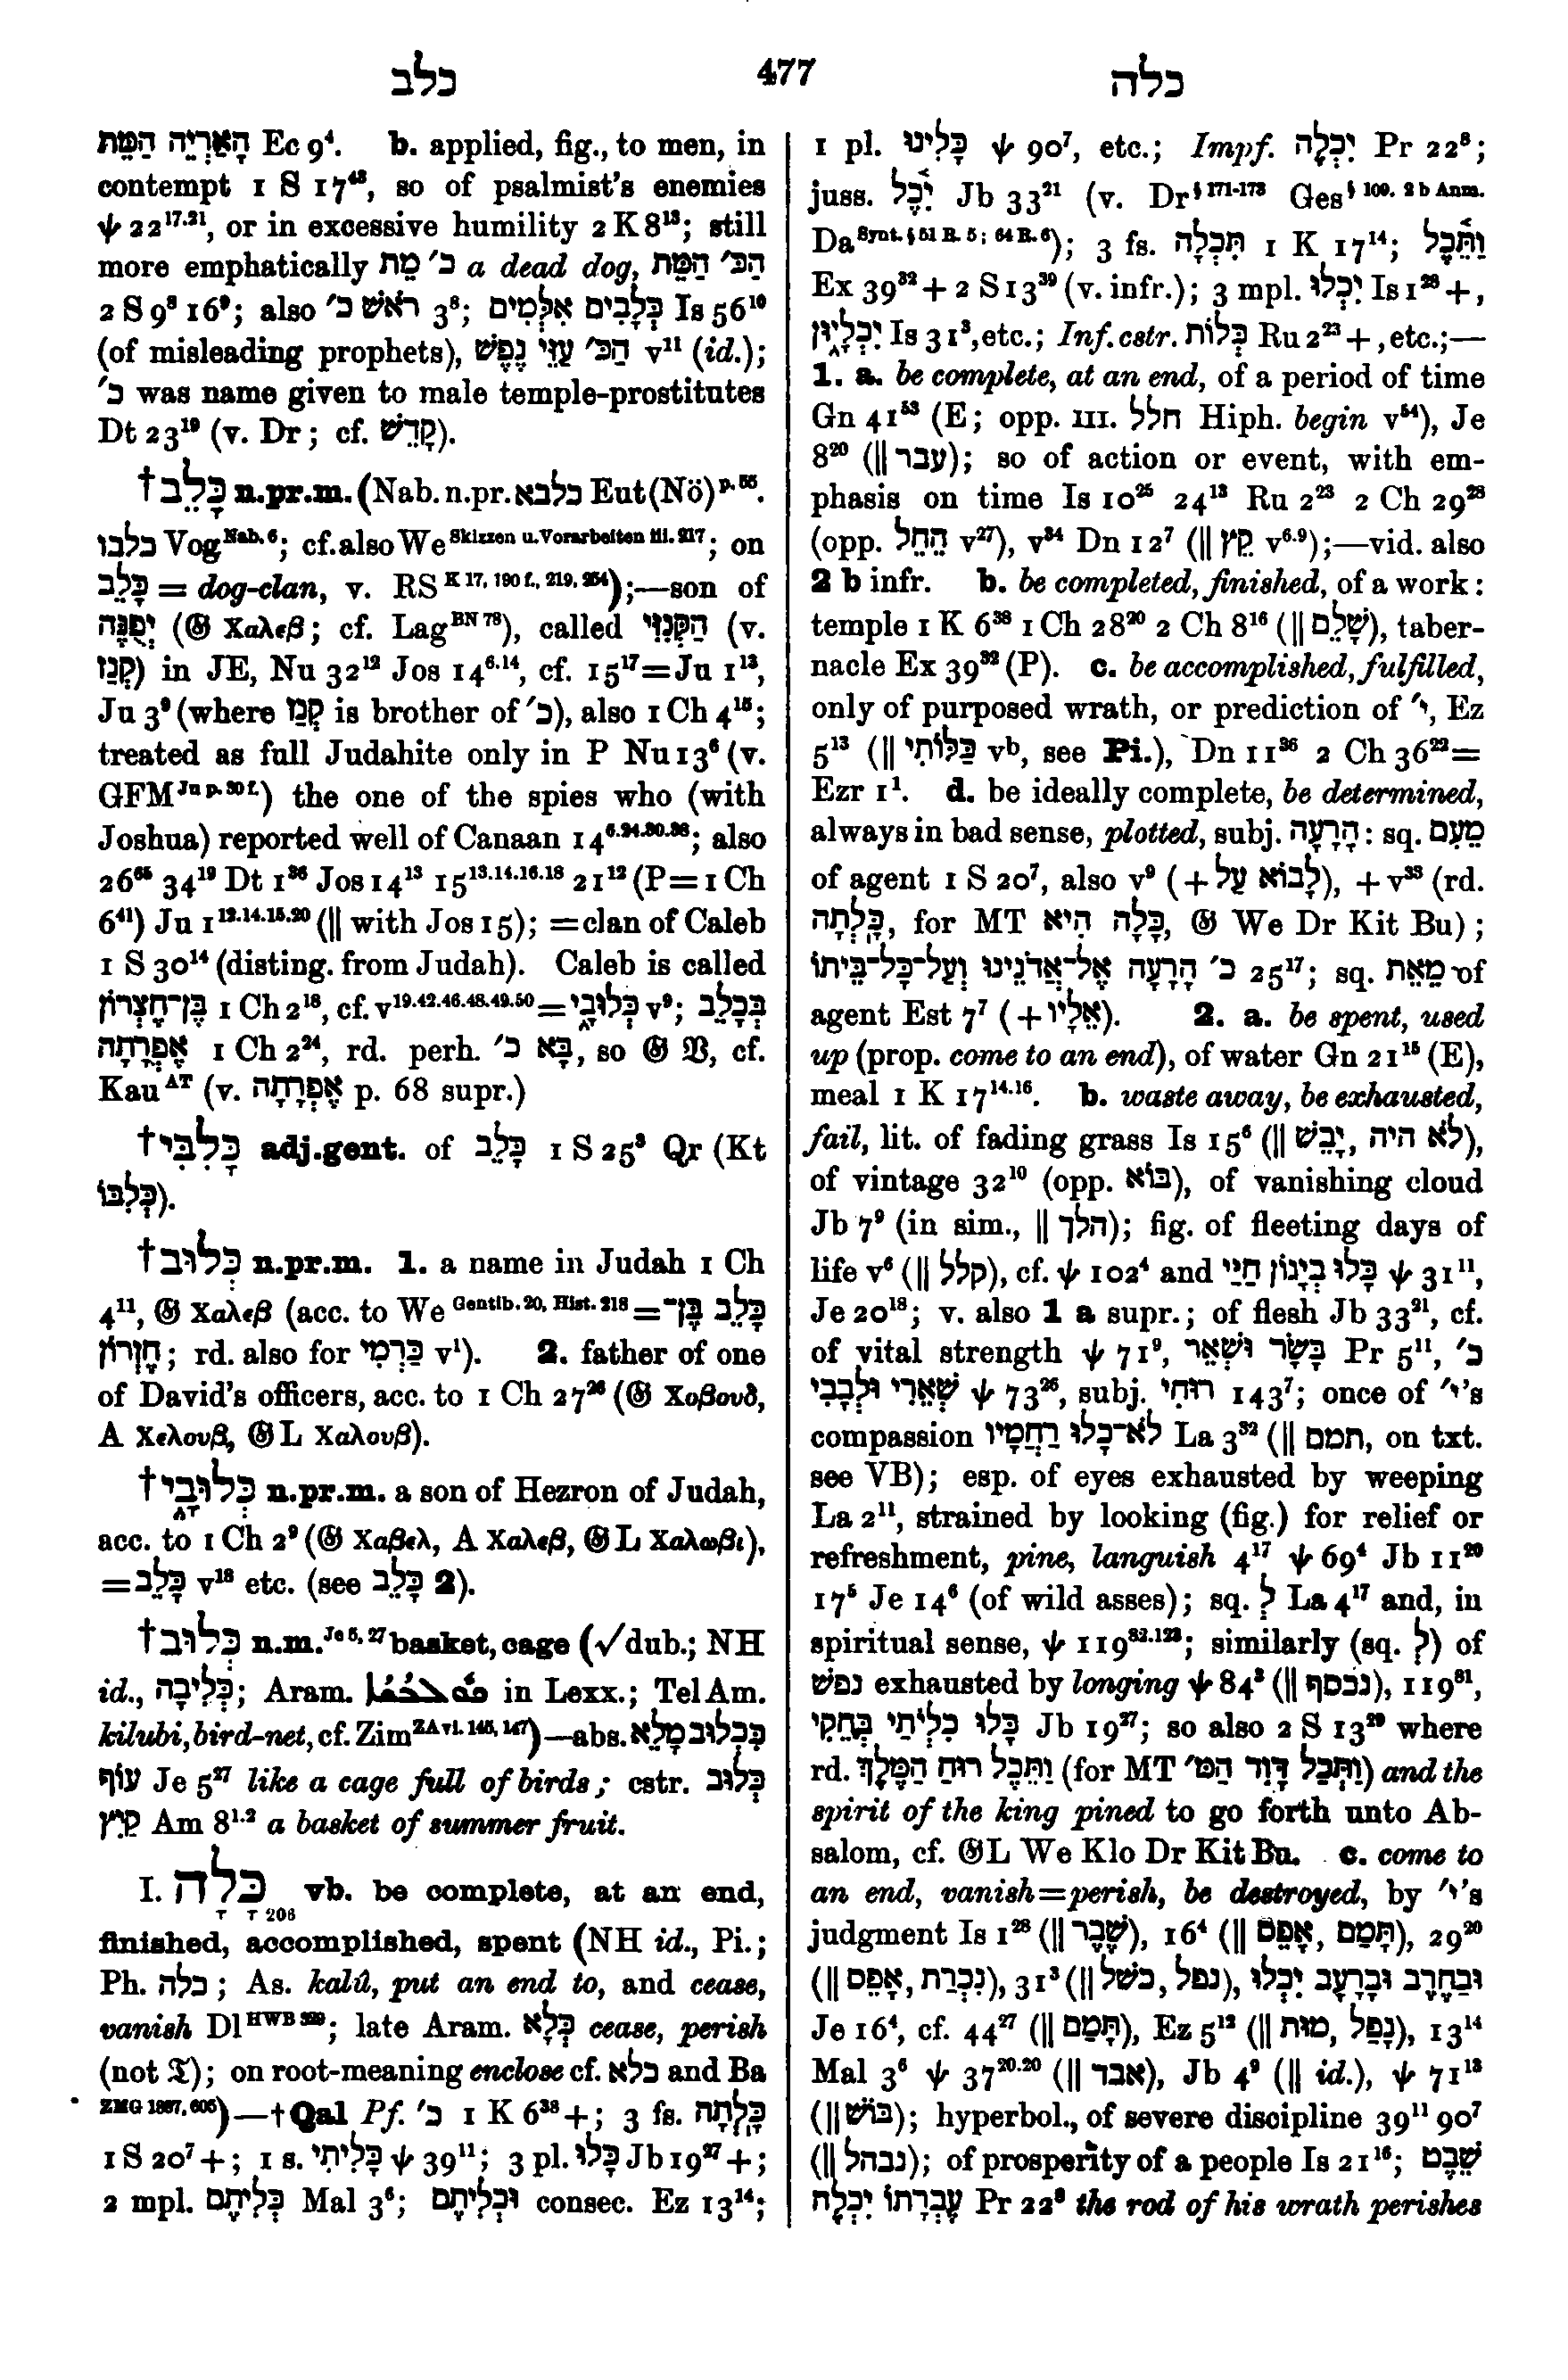 כלב 477 כלה
הָאַרְיֵה הַמֵּת Ec 9⁴. b. applied, fig., to men, in
contempt 1 S 17⁴³, so of psalmist's enemies
ψ 22¹⁷·²¹, or in excessive humility 2 K 8¹³; still
more emphatically כ׳ מֵת a dead dog, הַכּ׳ הַמֵּת
2 S 9⁸ 16⁹; also רֹאשׁ כ׳ 3⁸; כְּלָבִים אִלְּמִים Is 56¹⁰
(of misleading prophets), הַכּ׳ עַזֵּי נֶפֶשׁ v¹¹ (id.);
כ׳ was name given to male temple-prostitutes
Dt 23¹⁹ (v. Dr; cf. קָדֵשׁ).
†כָּלֵב n.pr.m. (Nab. n.pr. כלבא Eut(Nö)ᵖ·⁵⁵.
כלבו Vog Nab. 6; cf. also We Skizzen u. Vorarbeiten iii. 217; on
כָּלֵב = dog-clan, v. RS K 17, 190 f., 219, 254);—son of
יְפֻנֶּה (𝔊 Χαλεβ; cf. Lag BN 78), called הַקְּנִזִּי (v.
קְנַז) in JE, Nu 32¹² Jos 14⁶·¹⁴, cf. 15¹⁷=Ju 1¹³,
Ju 3⁹ (where קְנַז is brother of כ׳), also 1 Ch 4¹⁵;
treated as full Judahite only in P Nu 13⁶ (v.
GFM Ju p. 30 f.) the one of the spies who (with
Joshua) reported well of Canaan 14⁶·²⁴·³⁰·³⁸; also
26⁶⁵ 34¹⁹ Dt 1³⁶ Jos 14¹³ 15¹³·¹⁴·¹⁶·¹⁸ 21¹² (P=1 Ch
6⁴¹) Ju 1¹²·¹⁴·¹⁵·²⁰ (‖ with Jos 15); =clan of Caleb
1 S 30¹⁴ (disting. from Judah). Caleb is called
בֶּן־חֶצְרוֹן 1 Ch 2¹⁸, cf. v¹⁹·⁴²·⁴⁶·⁴⁸·⁴⁹·⁵⁰=כְּלוּבָ֑י v⁹; בְּכָלֵב
אֶפְרָתָה 1 Ch 2²⁴, rd. perh. בָּא כ׳, so 𝔊 𝔙, cf.
Kau AT (v. אֶפְרָתָה p. 68 supr.)
†כָּלִבִּי adj.gent. of כָּלֵב 1 S 25³ Qr (Kt
כְּלִבּוֹ).
†כְּלוּב n.pr.m. 1. a name in Judah 1 Ch
4¹¹, 𝔊 Χαλεβ (acc. to We Gentib. 20, Hist. 218=כָּלֵב בֶּן־
חֶזְרוֹן; rd. also for כַּרְמִי v¹). 2. father of one
of David's officers, acc. to 1 Ch 27²⁶ (𝔊 Χοβουδ,
A Χελουβ, 𝔊L Χαλουβ).
†כְּלוּבָ֑י n.pr.m. a son of Hezron of Judah,
acc. to 1 Ch 2⁹ (𝔊 Χαβελ, A Χαλεβ, 𝔊L Χαλωβι),
=כָּלֵב v¹⁸ etc. (see כָּלֵב 2).
†כְּלוּב n.m. Je 5, 27 basket, cage (√dub.; NH
id., כְּלִיבָה; Aram. in Lexx.; TelAm.
kilubi, bird-net, cf. Zim ZA vi. 145, 147)—abs. כִּכְלוּב מָלֵא
עוֹף Je 5²⁷ like a cage full of birds; cstr. כְּלוּב
קַיִץ Am 8¹·² a basket of summer fruit.
I. כָּלָה 206 vb. be complete, at an end,
finished, accomplished, spent (NH id., Pi.;
Ph. כלה; As. kalû, put an end to, and cease,
vanish Dl HWB 329; late Aram. כְּלָא cease, perish
(not 𝔗); on root-meaning enclose cf. כלא and Ba
ZMG 1887, 605)—†Qal Pf. כ׳ 1 K 6³⁸+; 3 fs. כָּלְתָה
1 S 20⁷+; 1 s. כָּלִיתִי ψ 39¹¹; 3 pl. כָּלוּ Jb 19²⁷+;
2 mpl. כְּלִיתֶם Mal 3⁶; וּכְלִיתֶם consec. Ez 13¹⁴;
1 pl. כָּלִינוּ ψ 90⁷, etc.; Impf. יִכְלֶה Pr 22⁸;
juss. יִ֫כֶל Jb 33²¹ (v. Dr § 171-173 Ges § 109. 2 b Anm.
Da Synt. § 51 R. 5; 64 R. 6); 3 fs. תִּכְלָה 1 K 17¹⁴; וַתֵּ֫כֶל
Ex 39³²+2 S 13³⁹ (v. infr.); 3 mpl. יִכְלוּ Is 1²⁸+,
יִכְלָ֑יוּן Is 31³, etc.; Inf. cstr. כְּלוֹת Ru 2²³+, etc.;—
1. a. be complete, at an end, of a period of time
Gn 41⁵³ (E; opp. III. חלל Hiph. begin v⁵⁴), Je
8²⁰ (‖ עבר); so of action or event, with em-
phasis on time Is 10²⁵ 24¹³ Ru 2²³ 2 Ch 29²⁸
(opp. הֵחֵל v²⁷), v³⁴ Dn 12⁷ (‖ קֵץ v⁶·⁹);—vid. also
2 b infr. b. be completed, finished, of a work:
temple 1 K 6³⁸ 1 Ch 28²⁰ 2 Ch 8¹⁶ (‖ שָׁלֵם), taber-
nacle Ex 39³² (P). c. be accomplished, fulfilled,
only of purposed wrath, or prediction of י׳, Ez
5¹³ (‖ כַּלּוֹתִי vᵇ, see Pi.), Dn 11³⁶ 2 Ch 36²²=
Ezr 1¹. d. be ideally complete, be determined,
always in bad sense, plotted, subj. הָרָעָה: sq. מֵעִם
of agent 1 S 20⁷, also v⁹ (+לָבוֹא עַל), +v³³ (rd.
כָּלְתָה, for MT כָּלָה הִיא, 𝔊 We Dr Kit Bu);
כ׳ הָרָעָה אֶל־אֲדֹנֵינוּ וְעַל־כָּל־בֵּיתוֹ 25¹⁷; sq. מֵאֵת of
agent Est 7⁷ (+אֵלָיו). 2. a. be spent, used
up (prop. come to an end), of water Gn 21¹⁵ (E),
meal 1 K 17¹⁴·¹⁶. b. waste away, be exhausted,
fail, lit. of fading grass Is 15⁶ (‖ יָבֵשׁ, לֹא היה),
of vintage 32¹⁰ (opp. בּוֹא), of vanishing cloud
Jb 7⁹ (in sim., ‖ הלך); fig. of fleeting days of
life v⁶ (‖ קלל), cf. ψ 102⁴ and כָּלוּ בְיָגוֹן חַיַּי ψ 31¹¹,
Je 20¹⁸; v. also 1 a supr.; of flesh Jb 33²¹, cf.
of vital strength ψ 71⁹, בָּשָׂר וּשְׁאֵר Pr 5¹¹, כ׳
שְׁאֵרִי וּלְבָבִי ψ 73²⁶, subj. רוּחִי 143⁷; once of י׳'s
compassion לֹא־כָלוּ רַחֲמָיו La 3²² (‖ תמם, on txt.
see VB); esp. of eyes exhausted by weeping
La 2¹¹, strained by looking (fig.) for relief or
refreshment, pine, languish 4¹⁷ ψ 69⁴ Jb 11²⁰
17⁵ Je 14⁶ (of wild asses); sq. לְ La 4¹⁷ and, in
spiritual sense, ψ 119⁸²·¹²³; similarly (sq. לְ) of
נפשׁ exhausted by longing ψ 84³ (‖ נכסף), 119⁸¹,
כָּלוּ כִלְיֹתַי בְּחֵקִי Jb 19²⁷; so also 2 S 13³⁹ where
rd. וַתֵּכֶל רוּחַ הַמֶּלֶךְ (for MT וַתְּכַל דָּוִד הַמּ׳) and the
spirit of the king pined to go forth unto Ab-
salom, cf. 𝔊L We Klo Dr Kit Bu. c. come to
an end, vanish=perish, be destroyed, by י׳'s
judgment Is 1²⁸ (‖ שֶׁבֶר), 16⁴ (‖ אָפֵס, תָּמַם), 29²⁰
(‖ אָפֵס, נִכְרַת), 31³ (‖ כשׁל, נפל), וּבַחֶרֶב וּבָרָעָב יִכְלוּ
Je 16⁴, cf. 44²⁷ (‖ תָּמַם), Ez 5¹² (‖ מוּת, נָפַל), 13¹⁴
Mal 3⁶ ψ 37²⁰·²⁰ (‖ אבד), Jb 4⁹ (‖ id.), ψ 71¹³
(‖ בּוֹשׁ); hyperbol., of severe discipline 39¹¹ 90⁷
(‖ נבהל); of prosperity of a people Is 21¹⁶; שֵׁבֶט
עֶבְרָתוֹ יִכְלֶה Pr 22⁸ the rod of his wrath perishes